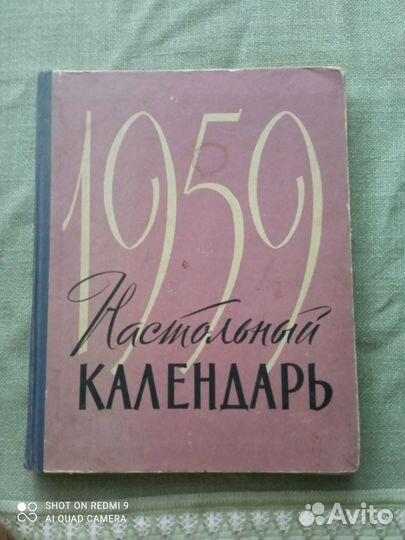 1959
Настольный
КАЛЕНДАРЬ
SHOT ON REDMI 9
AI QUAD CAMERA
Avito